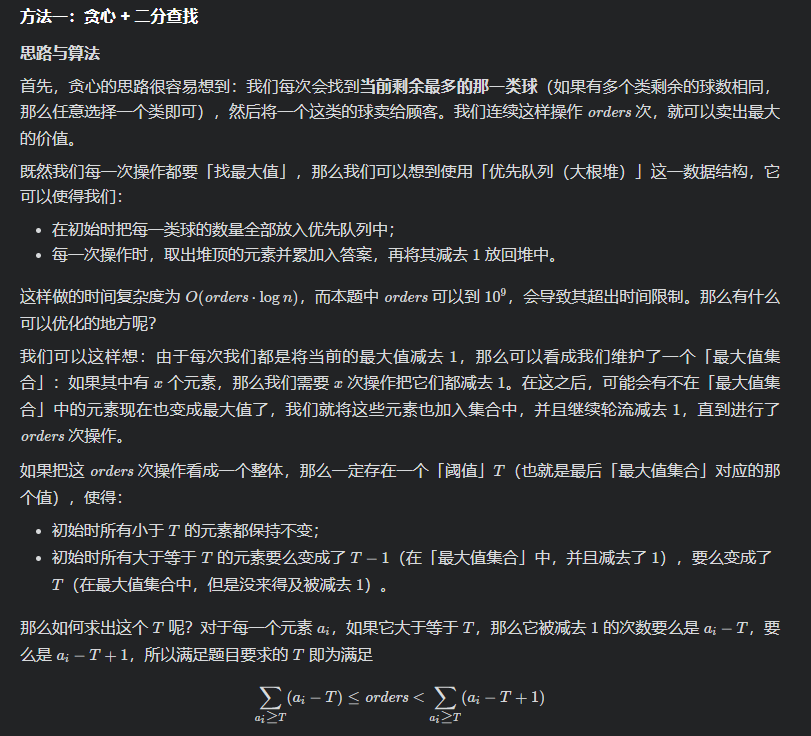 方法一：贪心 + 二分查找
思路与算法
首先，贪心的思路很容易想到：我们每次会找到当前剩余最多的那一类球（如果有多个类剩余的球数相同，
那么任意选择一个类即可），然后将一个这类的球卖给顾客。我们连续这样操作 orders 次，就可以卖出最大
的价值。
既然我们每一次操作都要「找最大值」，那么我们可以想到使用「优先队列（大根堆）」这一数据结构，它
可以使得我们：
• 在初始时把每一类球的数量全部放入优先队列中；
• 每一次操作时，取出堆顶的元素并累加入答案，再将其减去 1 放回堆中。
这样做的时间复杂度为 O(orders · log n)，而本题中 orders 可以到 10⁹，会导致其超出时间限制。那么有什么
可以优化的地方呢？
我们可以这样想：由于每次我们都是将当前的最大值减去 1，那么可以看成我们维护了一个「最大值集
合」：如果其中有 x 个元素，那么我们需要 x 次操作把它们都减去 1。在这之后，可能会有不在「最大值集
合」中的元素现在也变成最大值了，我们就将这些元素也加入集合中，并且继续轮流减去 1，直到进行了
orders 次操作。
如果把这 orders 次操作看成一个整体，那么一定存在一个「阈值」T（也就是最后「最大值集合」对应的那
个值），使得：
• 初始时所有小于 T 的元素都保持不变；
• 初始时所有大于等于 T 的元素要么变成了 T − 1（在「最大值集合」中，并且减去了 1），要么变成了
T（在最大值集合中，但是没来得及被减去 1）。
那么如何求出这个 T 呢？对于每一个元素 aᵢ，如果它大于等于 T，那么它被减去 1 的次数要么是 aᵢ − T，要
么是 aᵢ − T + 1，所以满足题目要求的 T 即为满足
∑_{aᵢ≥T} (aᵢ − T) ≤ orders < ∑_{aᵢ≥T} (aᵢ − T + 1)